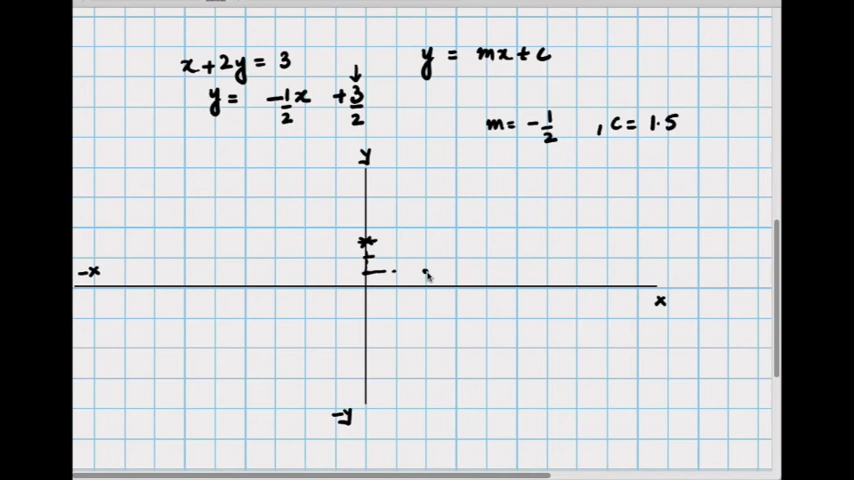 x+2y = 3
y = mx+c
y = -1/2 x + 3/2
m = -1/2 , c = 1.5
y
-x
x
-y